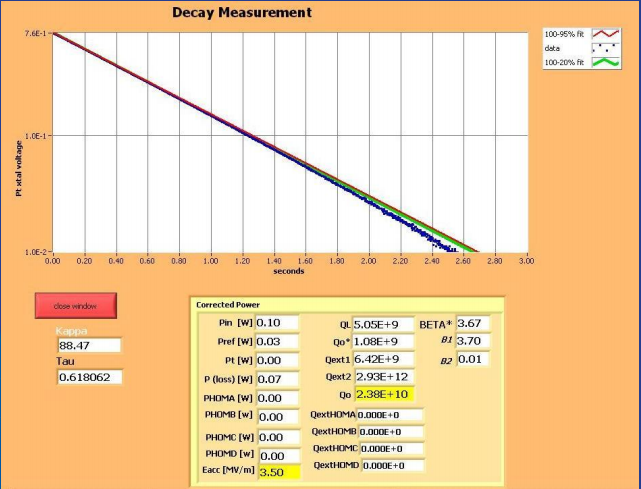 Decay Measurement
7.6E-1
1.0E-1
1.0E-2
Pt xtal voltage
0.00 0.20 0.40 0.60 0.80 1.00 1.20 1.40 1.60 1.80 2.00 2.20 2.40 2.60 2.80 3.00
seconds
100-95% fit
data
100-20% fit
close window
Kappa
88.47
Tau
0.618062
Corrected Power
Pin [W] 0.10 QL 5.05E+9 BETA* 3.67
Pref [W] 0.03 Qo* 1.08E+9 B1 3.70
Pt [W] 0.00 Qext1 6.42E+9 B2 0.01
P (loss) [W] 0.07 Qext2 2.93E+12
PHOMA [W] 0.00 Qo 2.38E+10
PHOMB [w] 0.00 QextHOMA 0.000E+0
PHOMC [W] 0.00 QextHOMB 0.000E+0
PHOMD [w] 0.00 QextHOMC 0.000E+0
Eacc [MV/m] 3.50 QextHOMD 0.000E+0